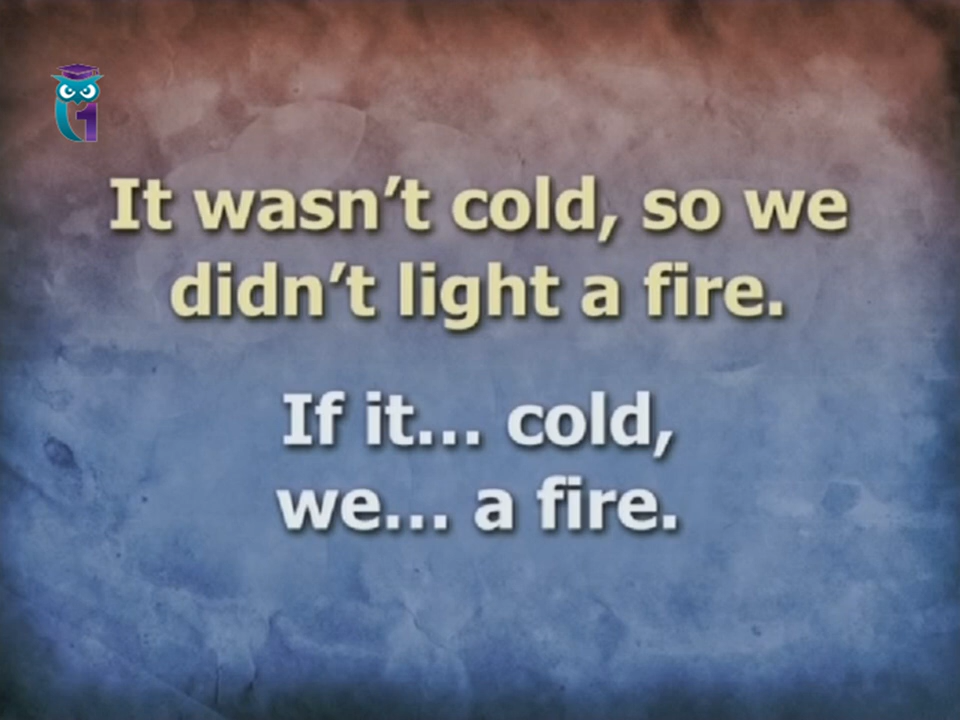 It wasn’t cold, so we
didn’t light a fire.
If it... cold,
we... a fire.